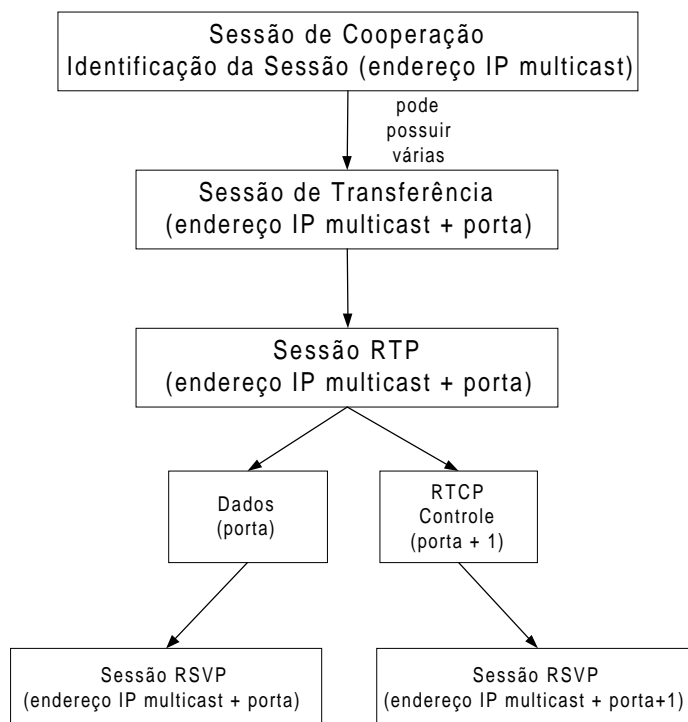 Sessão de Cooperação
Identificação da Sessão (endereço IP multicast)
pode
possuir
várias
Sessão de Transferência
(endereço IP multicast + porta)
Sessão RTP
(endereço IP multicast + porta)
Dados
(porta)
RTCP
Controle
(porta + 1)
Sessão RSVP
(endereço IP multicast + porta)
Sessão RSVP
(endereço IP multicast + porta+1)